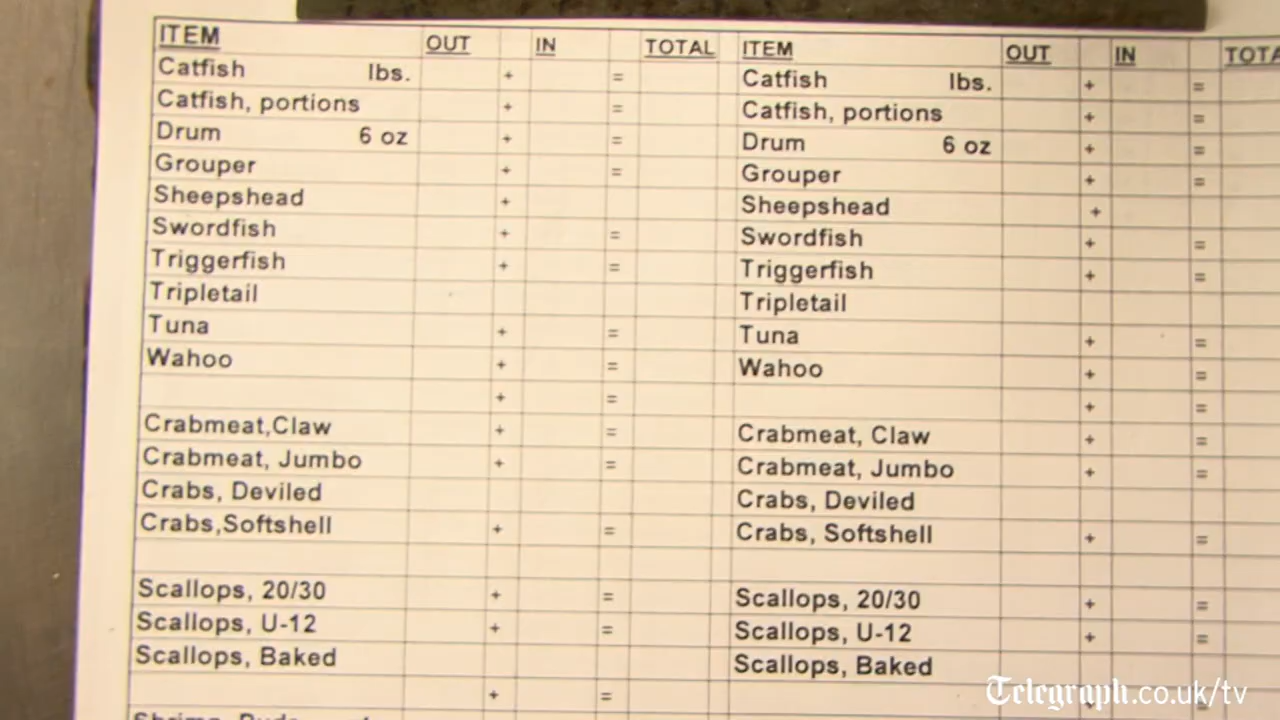 ITEM OUT IN TOTAL ITEM OUT IN TOTA
Catfish lbs. + = Catfish lbs. + =
Catfish, portions + = Catfish, portions + =
Drum 6 oz + = Drum 6 oz + =
Grouper + = Grouper + =
Sheepshead + Sheepshead +
Swordfish + = Swordfish + =
Triggerfish + = Triggerfish + =
Tripletail Tripletail
Tuna + = Tuna + =
Wahoo + = Wahoo + =
+ = + =
Crabmeat,Claw + = Crabmeat, Claw + =
Crabmeat, Jumbo + = Crabmeat, Jumbo + =
Crabs, Deviled Crabs, Deviled
Crabs,Softshell + = Crabs, Softshell + =
Scallops, 20/30 + = Scallops, 20/30 + =
Scallops, U-12 + = Scallops, U-12 + =
Scallops, Baked Scallops, Baked
+ = + =
Telegraph.co.uk/tv